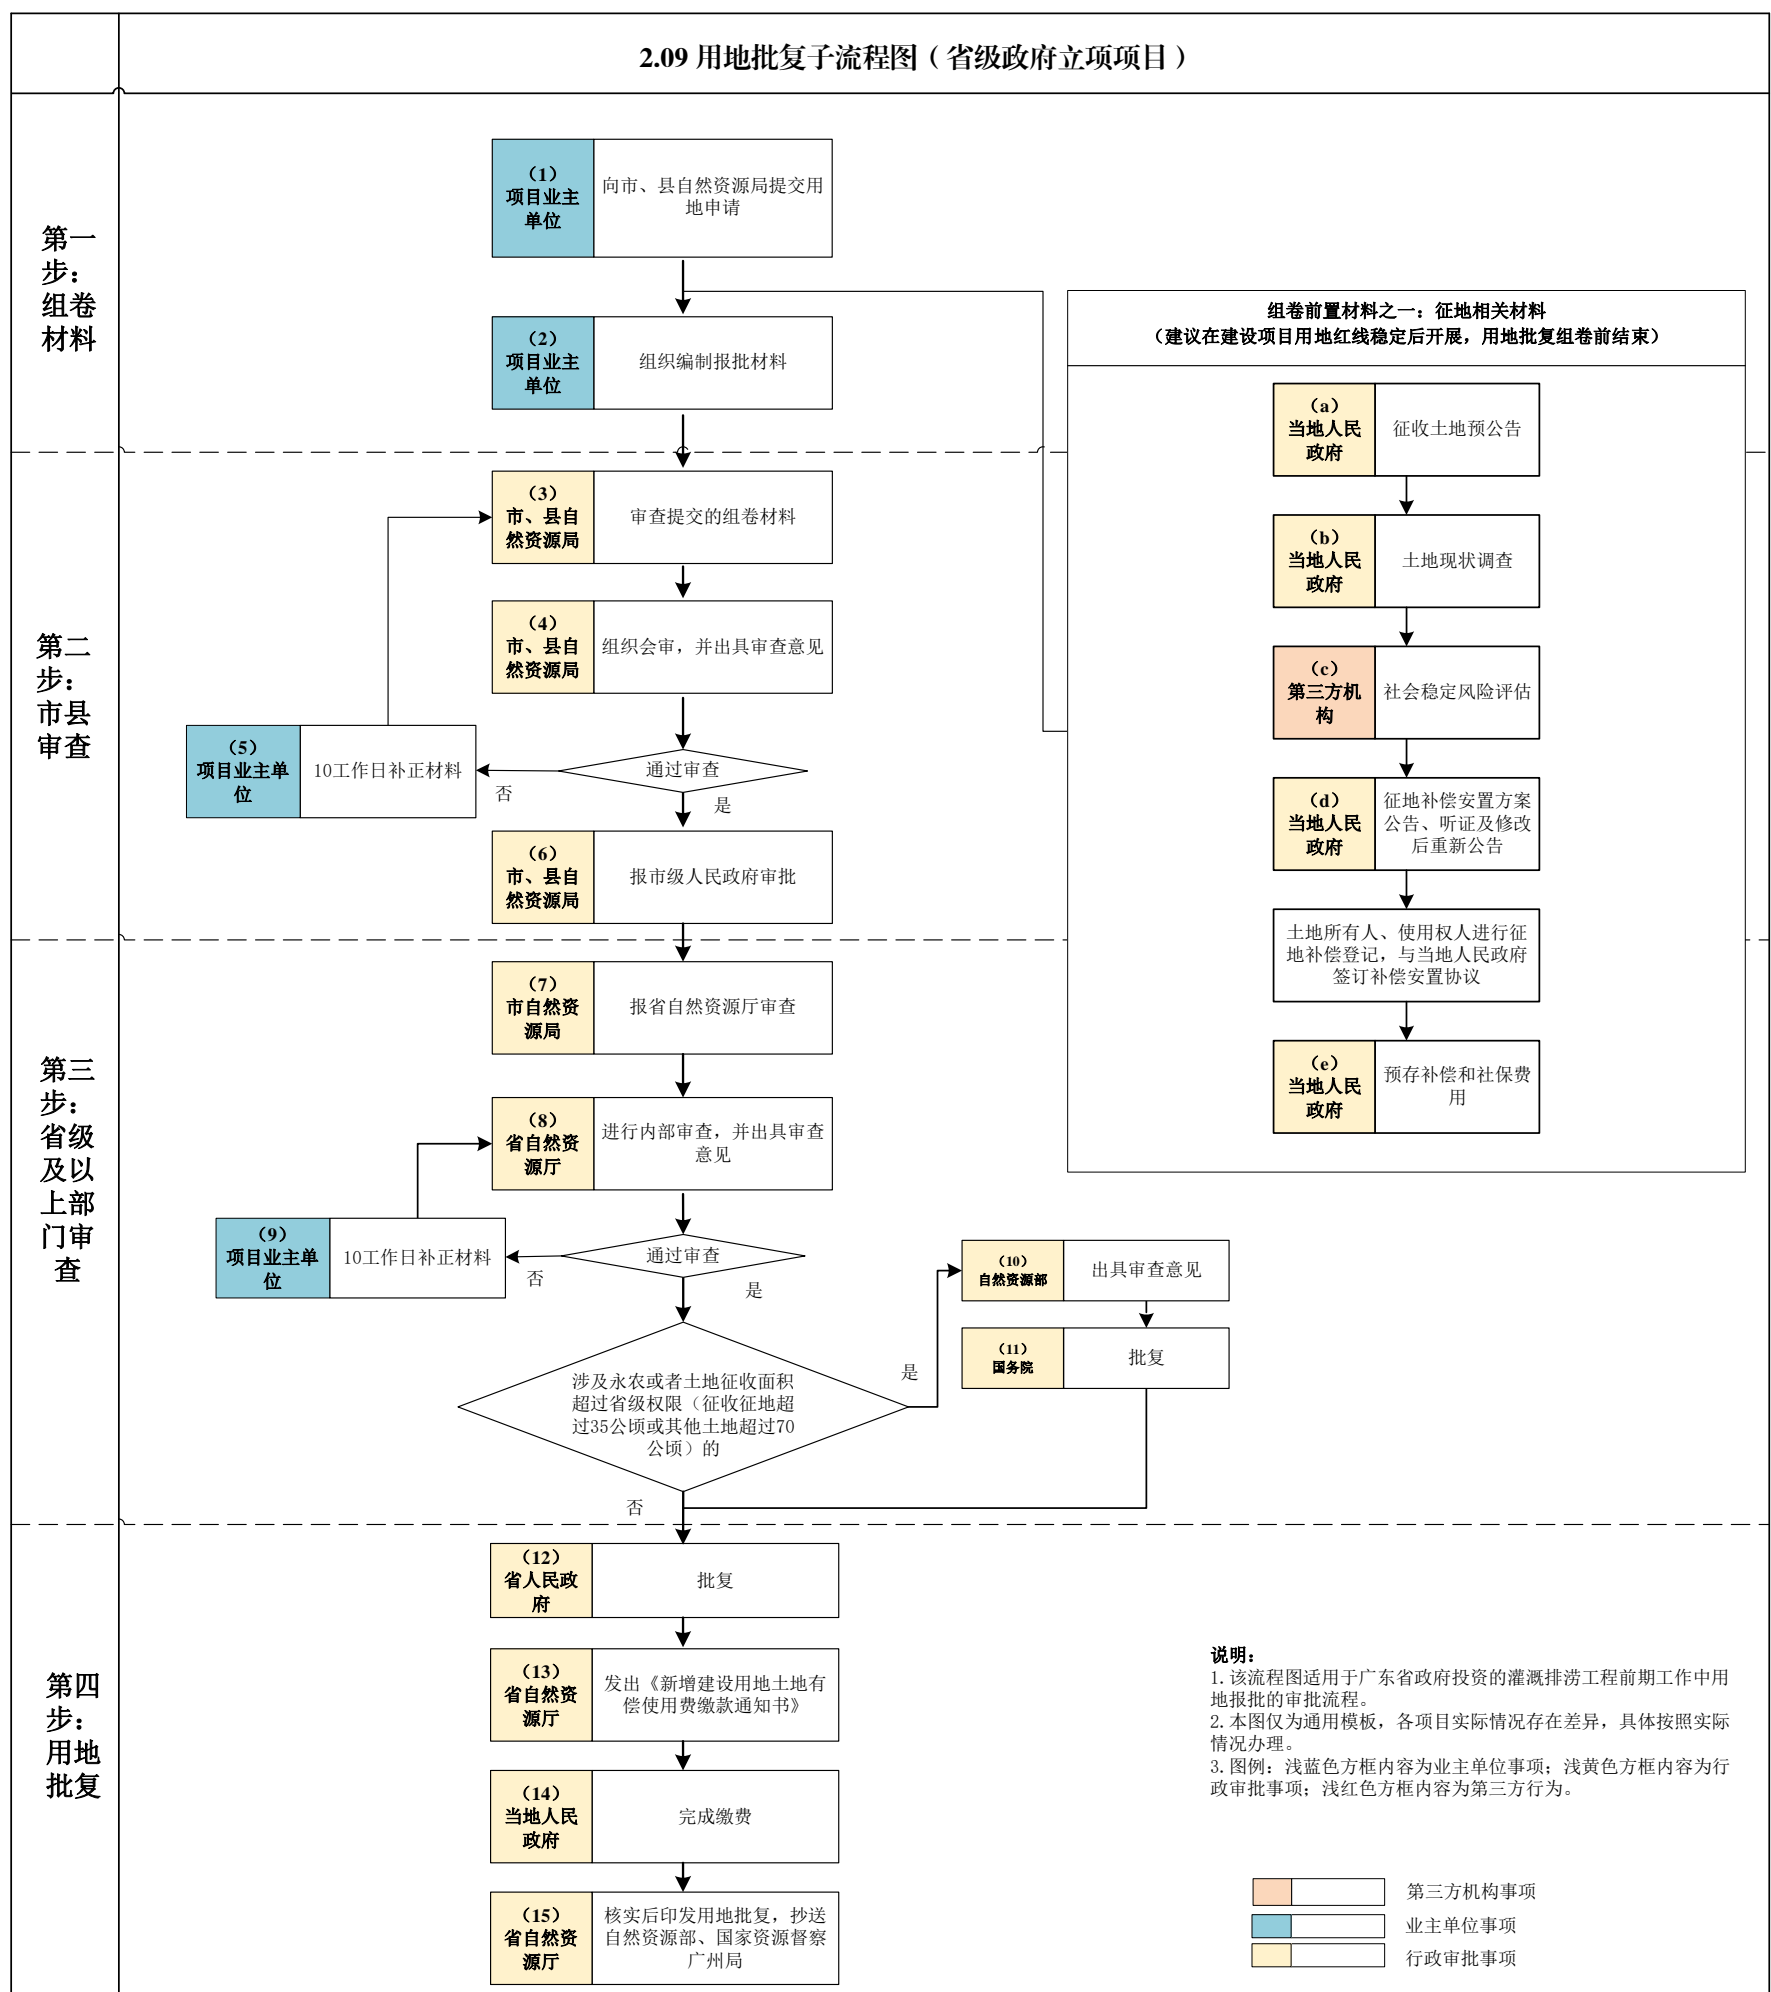 2.09 用地批复子流程图（省级政府立项项目）
第一
步：
组卷
材料
（1）
项目业主
单位
向市、县自然资源局提交用
地申请
（2）
项目业主
单位
组织编制报批材料
组卷前置材料之一：征地相关材料
（建议在建设项目用地红线稳定后开展，用地批复组卷前结束）
（a）
当地人民
政府
征收土地预公告
（b）
当地人民
政府
土地现状调查
（c）
第三方机
构
社会稳定风险评估
（d）
当地人民
政府
征地补偿安置方案
公告、听证及修改
后重新公告
土地所有人、使用权人进行征
地补偿登记，与当地人民政府
签订补偿安置协议
（e）
当地人民
政府
预存补偿和社保费
用
第二
步：
市县
审查
（3）
市、县自
然资源局
审查提交的组卷材料
（4）
市、县自
然资源局
组织会审，并出具审查意见
通过审查
否
是
（5）
项目业主单
位
10工作日补正材料
（6）
市、县自
然资源局
报市级人民政府审批
第三
步：
省级
及以
上部
门审
查
（7）
市自然资
源局
报省自然资源厅审查
（8）
省自然资
源厅
进行内部审查，并出具审查
意见
通过审查
否
是
（9）
项目业主单
位
10工作日补正材料
涉及永农或者土地征收面积
超过省级权限（征收征地超
过35公顷或其他土地超过70
公顷）的
是
否
（10）
自然资源部
出具审查意见
（11）
国务院
批复
第四
步：
用地
批复
（12）
省人民政
府
批复
（13）
省自然资
源厅
发出《新增建设用地土地有
偿使用费缴款通知书》
（14）
当地人民
政府
完成缴费
（15）
省自然资
源厅
核实后印发用地批复，抄送
自然资源部、国家资源督察
广州局
说明：
1.该流程图适用于广东省政府投资的灌溉排涝工程前期工作中用
地报批的审批流程。
2.本图仅为通用模板，各项目实际情况存在差异，具体按照实际
情况办理。
3.图例：浅蓝色方框内容为业主单位事项；浅黄色方框内容为行
政审批事项；浅红色方框内容为第三方行为。
第三方机构事项
业主单位事项
行政审批事项